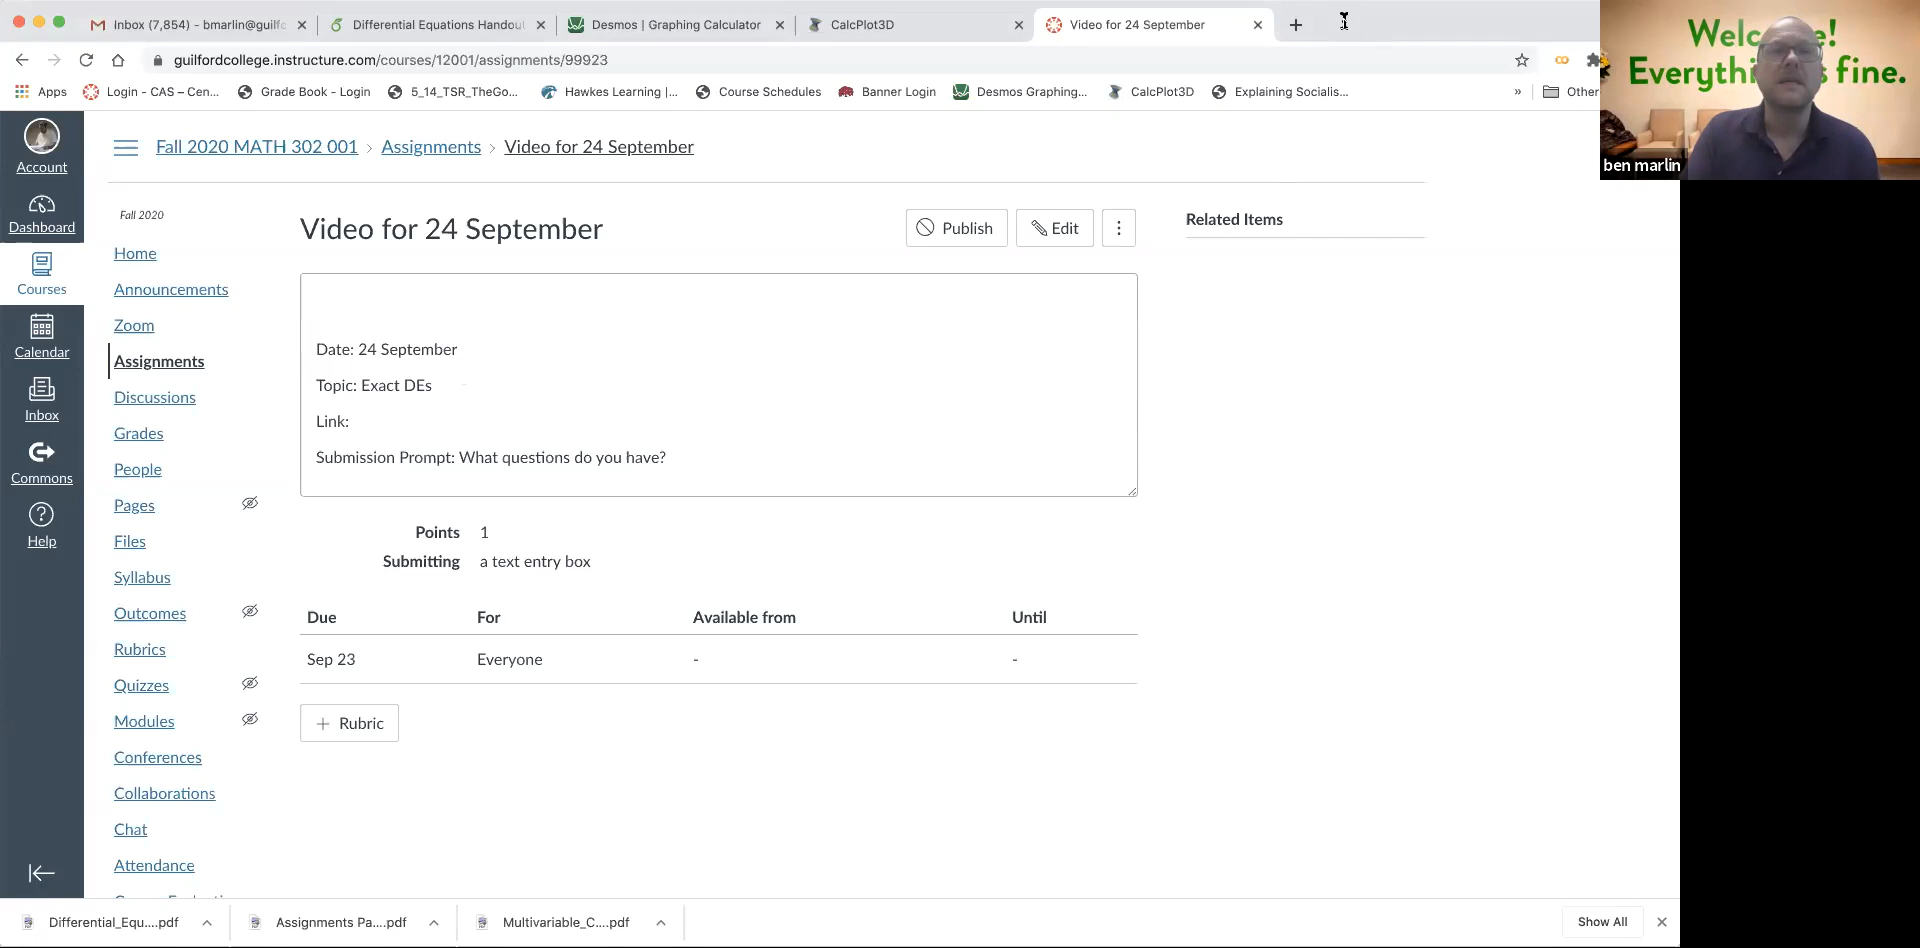 Inbox (7,854) - bmarlin@guilfc
Differential Equations Handout
Desmos | Graphing Calculator
CalcPlot3D
Video for 24 September
guilfordcollege.instructure.com/courses/12001/assignments/99923
Apps
Login - CAS – Cen...
Grade Book - Login
5_14_TSR_TheGo...
Hawkes Learning |...
Course Schedules
Banner Login
Desmos Graphing...
CalcPlot3D
Explaining Socialis...
»
Other
Welcome!
Everything is fine.
ben marlin
Account
Dashboard
Courses
Calendar
Inbox
Commons
Help
Fall 2020 MATH 302 001 › Assignments › Video for 24 September
Fall 2020
Home
Announcements
Zoom
Assignments
Discussions
Grades
People
Pages
Files
Syllabus
Outcomes
Rubrics
Quizzes
Modules
Conferences
Collaborations
Chat
Attendance
Video for 24 September
Publish
Edit
Related Items
Date: 24 September
Topic: Exact DEs
Link:
Submission Prompt: What questions do you have?
Points 1
Submitting a text entry box
Due For Available from Until
Sep 23 Everyone - -
+ Rubric
Differential_Equ....pdf
Assignments Pa....pdf
Multivariable_C....pdf
Show All